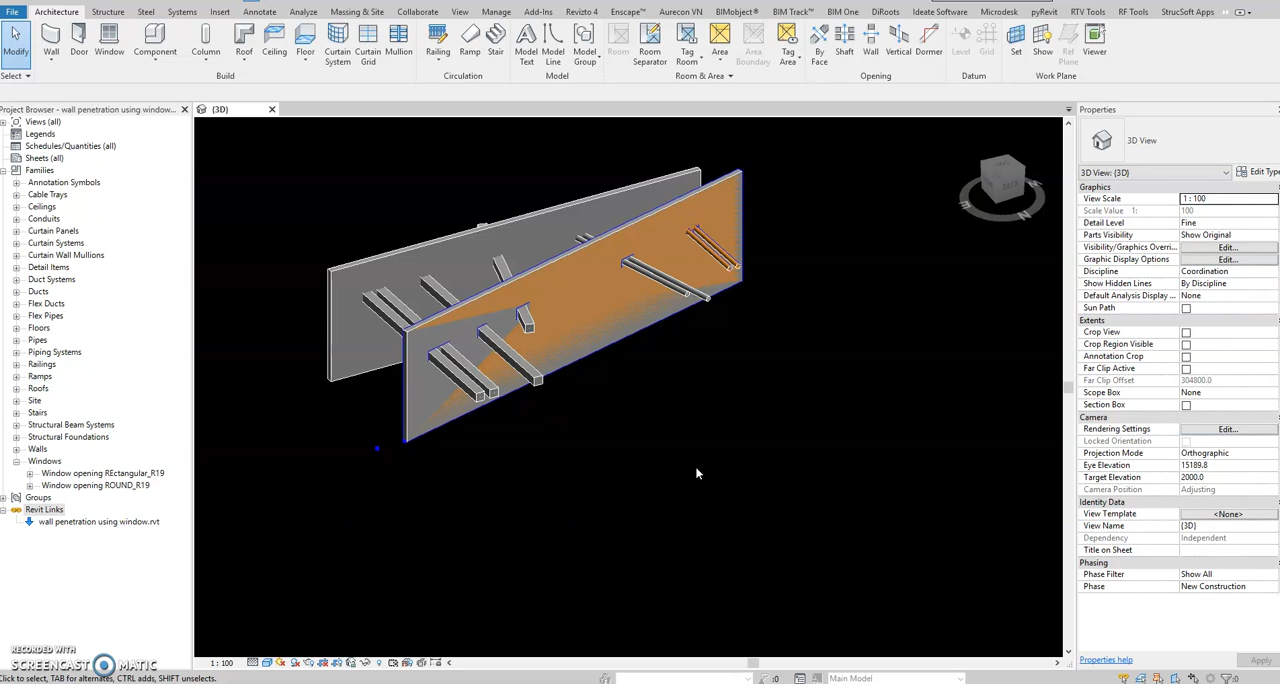 File Architecture Structure Steel Systems Insert Annotate Analyze Massing & Site Collaborate View Manage Add-Ins Revizto 4 Enscape™ Aurecon VN BIMobject® BIM Track™ BIM One DiRoots Ideate Software Microdesk pyRevit RTV Tools RF Tools StrucSoft Apps
Modify Wall Door Window Component Column Roof Ceiling Floor Curtain System Curtain Grid Mullion Railing Ramp Stair Model Text Model Line Model Group Room Room Separator Tag Room Area Area Boundary Tag Area By Face Shaft Wall Vertical Dormer Level Grid Set Show Ref Plane Viewer
Select Build Circulation Model Room & Area Opening Datum Work Plane
Project Browser - wall penetration using window...
{3D}
Properties
Views (all)
Legends
Schedules/Quantities (all)
Sheets (all)
Families
Annotation Symbols
Cable Trays
Ceilings
Conduits
Curtain Panels
Curtain Systems
Curtain Wall Mullions
Detail Items
Duct Systems
Ducts
Flex Ducts
Flex Pipes
Floors
Pipes
Piping Systems
Railings
Ramps
Roofs
Site
Stairs
Structural Beam Systems
Structural Foundations
Walls
Windows
Window opening REctangular_R19
Window opening ROUND_R19
Groups
Revit Links
wall penetration using window.rvt
BACK
E
N
3D View
3D View: {3D} Edit Type
Graphics
View Scale 1 : 100
Scale Value 1: 100
Detail Level Fine
Parts Visibility Show Original
Visibility/Graphics Overri... Edit...
Graphic Display Options Edit...
Discipline Coordination
Show Hidden Lines By Discipline
Default Analysis Display ... None
Sun Path
Extents
Crop View
Crop Region Visible
Annotation Crop
Far Clip Active
Far Clip Offset 304800.0
Scope Box None
Section Box
Camera
Rendering Settings Edit...
Locked Orientation
Projection Mode Orthographic
Eye Elevation 15189.8
Target Elevation 2000.0
Camera Position Adjusting
Identity Data
View Template <None>
View Name {3D}
Dependency Independent
Title on Sheet
Phasing
Phase Filter Show All
Phase New Construction
Properties help Apply
RECORDED WITH
SCREENCAST MATIC
1 : 100
Click to select, TAB for alternates, CTRL adds, SHIFT unselects.
:0 Main Model :0